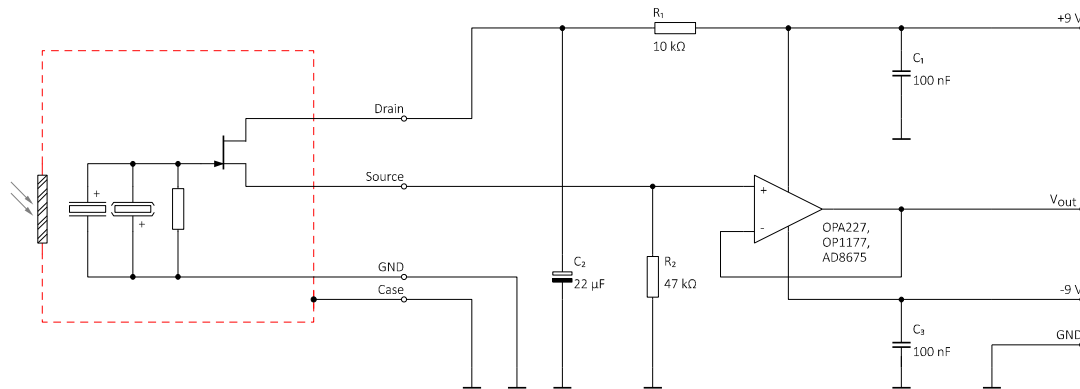 R₁
10 kΩ
+9 V
C₁
100 nF
Drain
+
+
Source
+
-
Vout
OPA227,
OP1177,
AD8675
GND
Case
C₂
22 µF
R₂
47 kΩ
-9 V
C₃
100 nF
GND